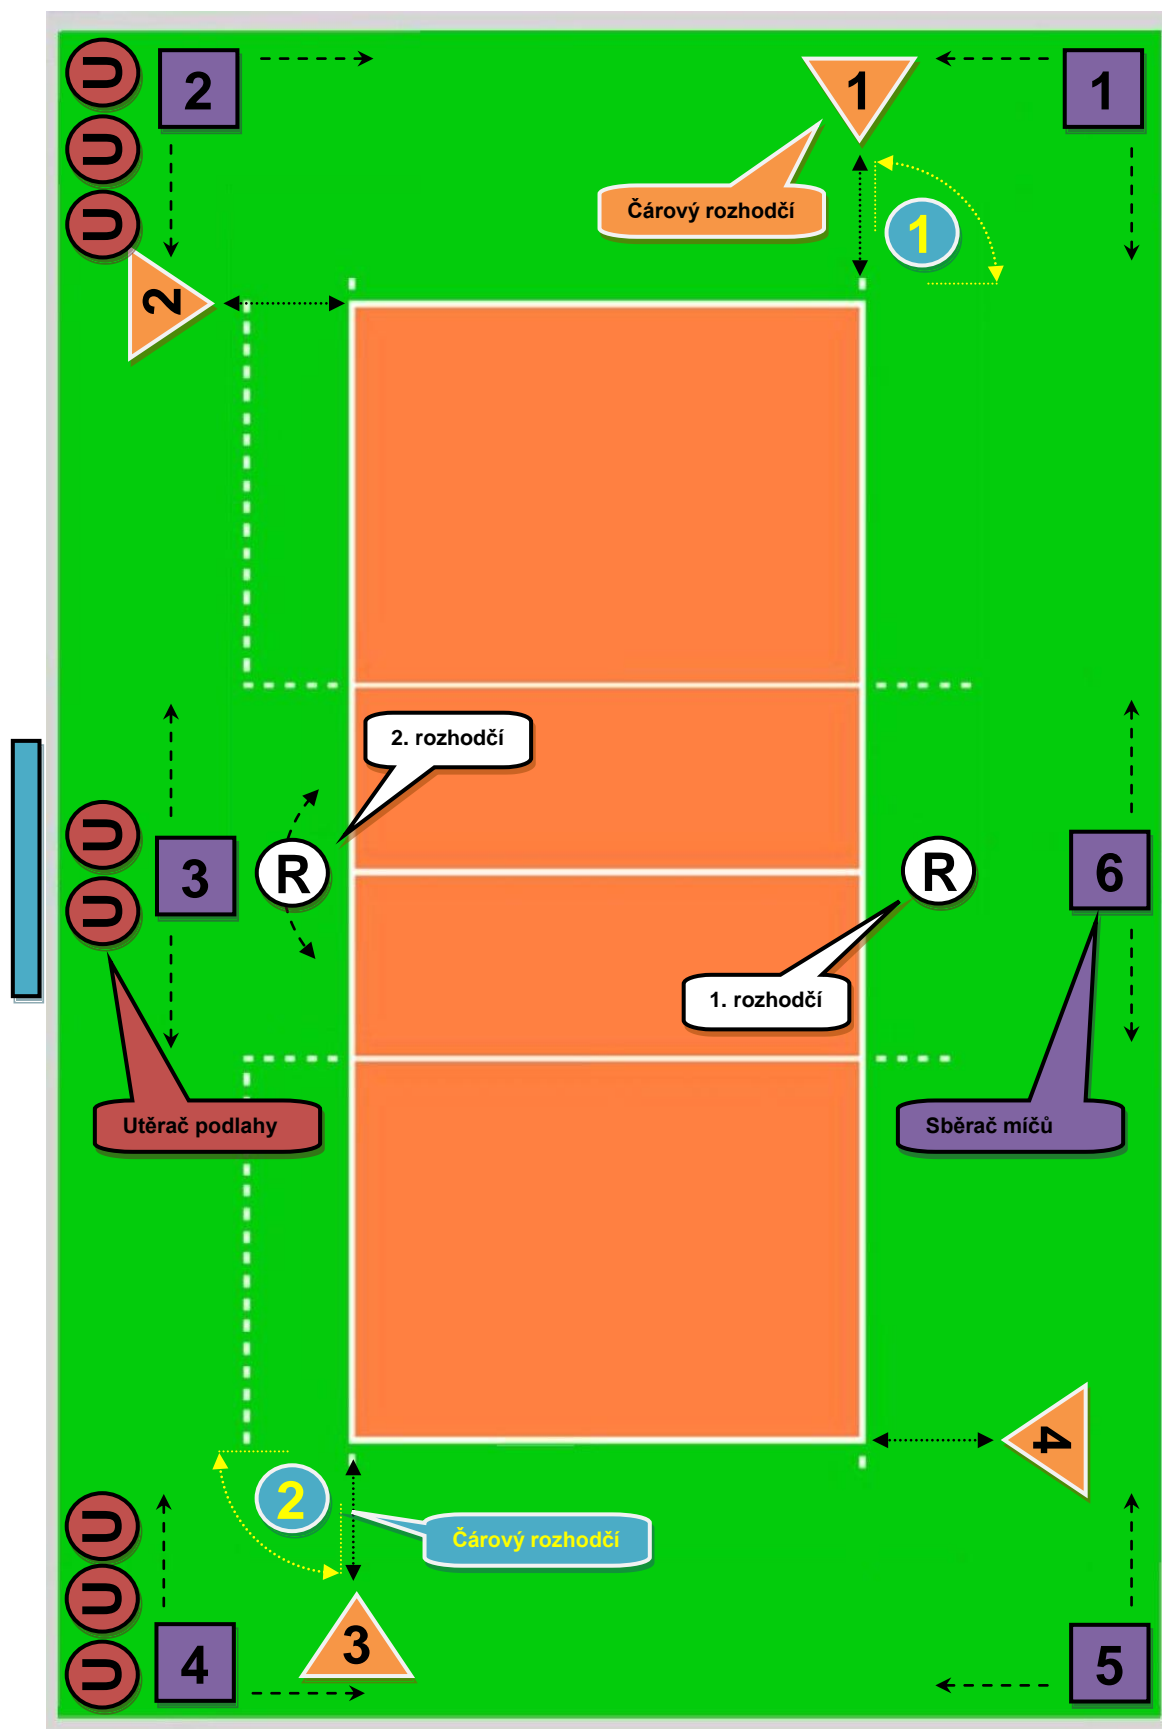 U
2
1
1
U
Čárový rozhodčí
U
1
2
2. rozhodčí
U
3
R
R
6
U
1. rozhodčí
Utěrač podlahy
Sběrač míčů
4
2
U
Čárový rozhodčí
U
3
4
U
5